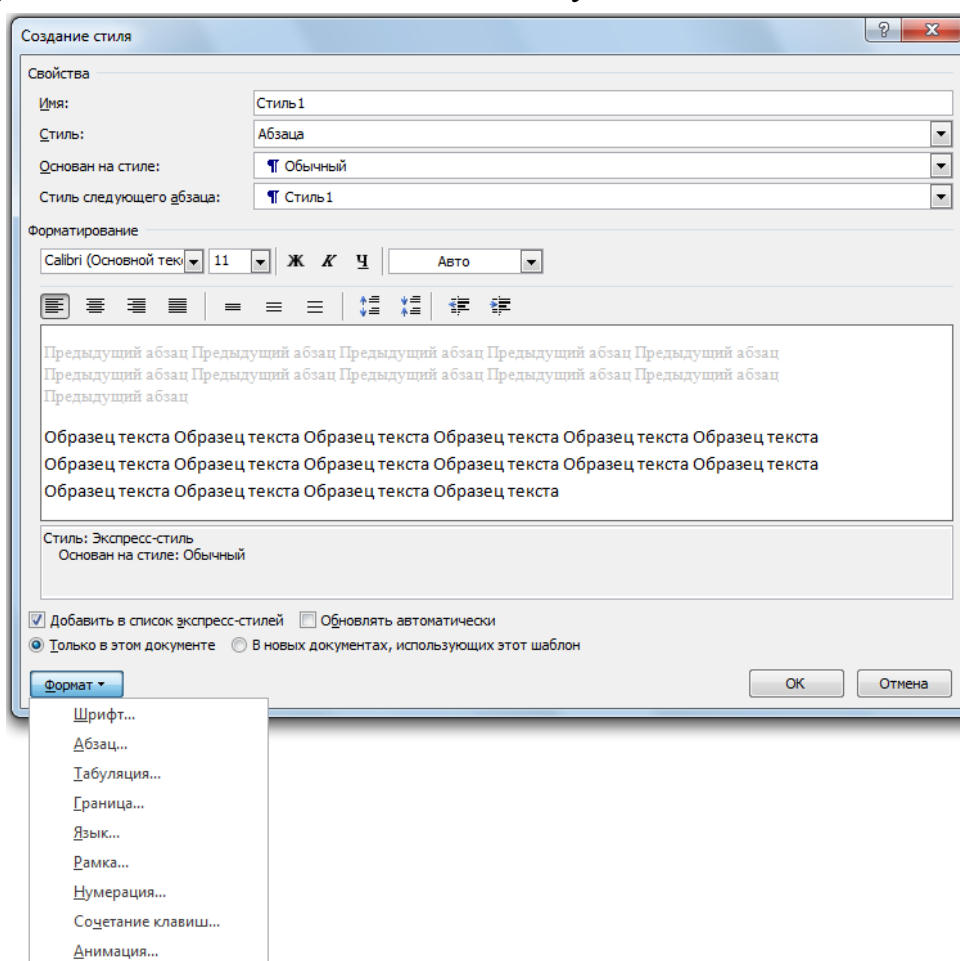 Создание стиля
Свойства
Имя: Стиль1
Стиль: Абзаца
Основан на стиле: ¶ Обычный
Стиль следующего абзаца: ¶ Стиль1
Форматирование
Calibri (Основной тек 11 Ж К Ч Авто
Предыдущий абзац Предыдущий абзац Предыдущий абзац Предыдущий абзац Предыдущий абзац
Предыдущий абзац Предыдущий абзац Предыдущий абзац Предыдущий абзац Предыдущий абзац
Предыдущий абзац
Образец текста Образец текста Образец текста Образец текста Образец текста Образец текста
Образец текста Образец текста Образец текста Образец текста Образец текста Образец текста
Образец текста Образец текста Образец текста Образец текста
Стиль: Экспресс-стиль
Основан на стиле: Обычный
Добавить в список экспресс-стилей Обновлять автоматически
Только в этом документе В новых документах, использующих этот шаблон
Формат ОК Отмена
Шрифт...
Абзац...
Табуляция...
Граница...
Язык...
Рамка...
Нумерация...
Сочетание клавиш...
Анимация...